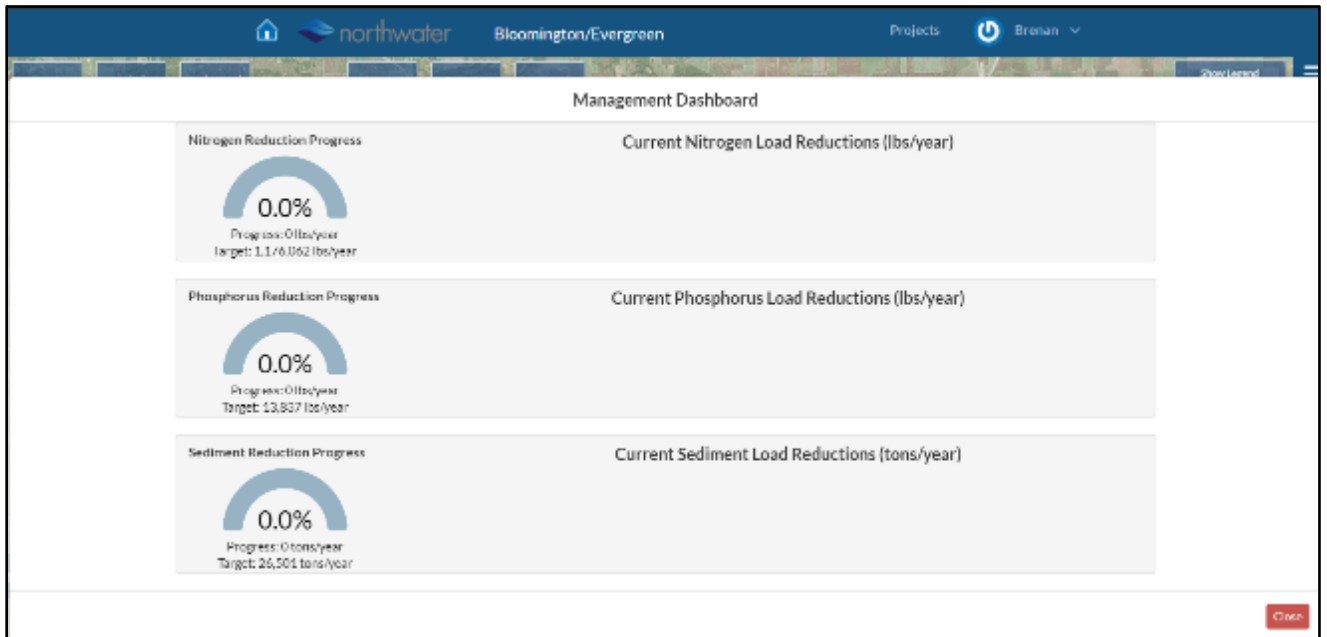 northwater Bloomington/Evergreen Projects Brenan
Show Legend
Management Dashboard
Nitrogen Reduction Progress
Current Nitrogen Load Reductions (lbs/year)
0.0%
Progress: 0 lbs/year
Target: 1,176,062 lbs/year
Phosphorus Reduction Progress
Current Phosphorus Load Reductions (lbs/year)
0.0%
Progress: 0 lbs/year
Target: 13,837 lbs/year
Sediment Reduction Progress
Current Sediment Load Reductions (tons/year)
0.0%
Progress: 0 tons/year
Target: 26,501 tons/year
Close